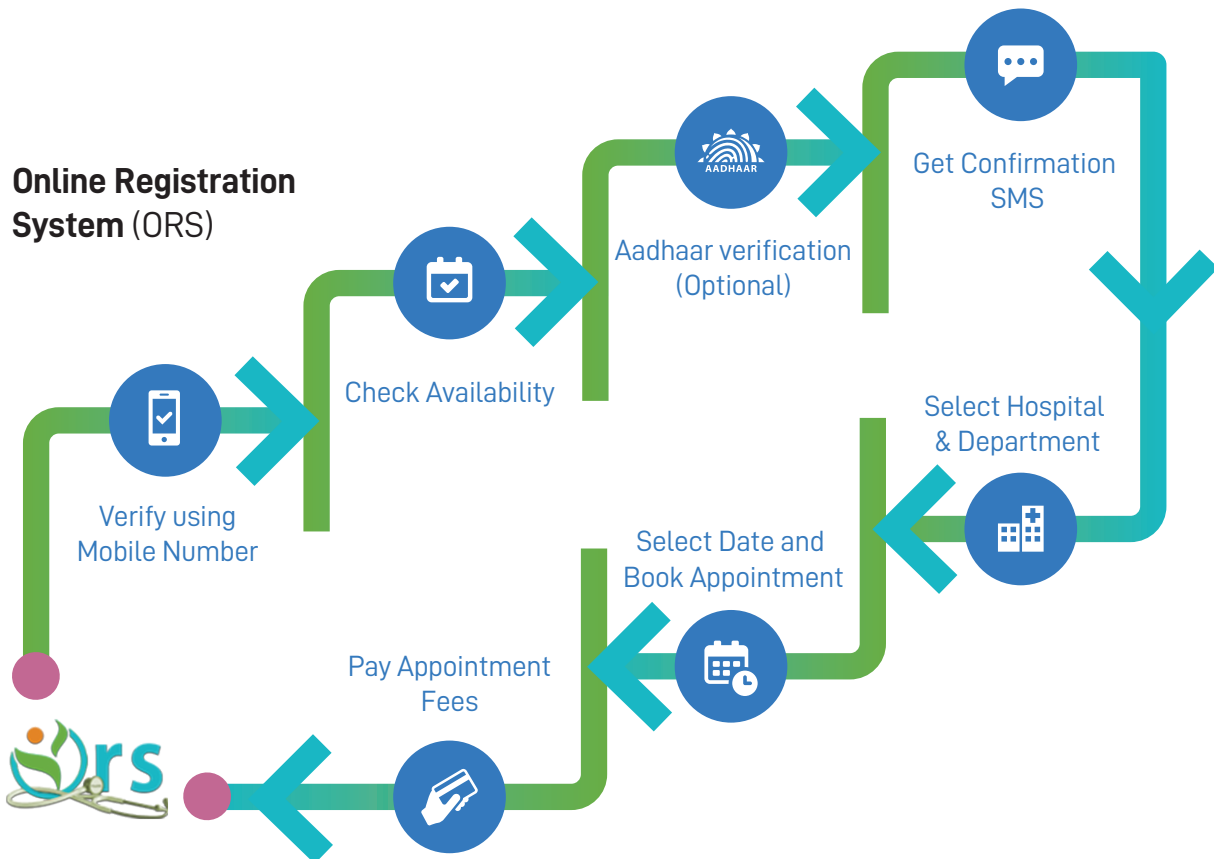 Online Registration
System (ORS)
Verify using
Mobile Number
Check Availability
AADHAAR
Aadhaar verification
(Optional)
Get Confirmation
SMS
Select Hospital
& Department
Select Date and
Book Appointment
Pay Appointment
Fees
Ors